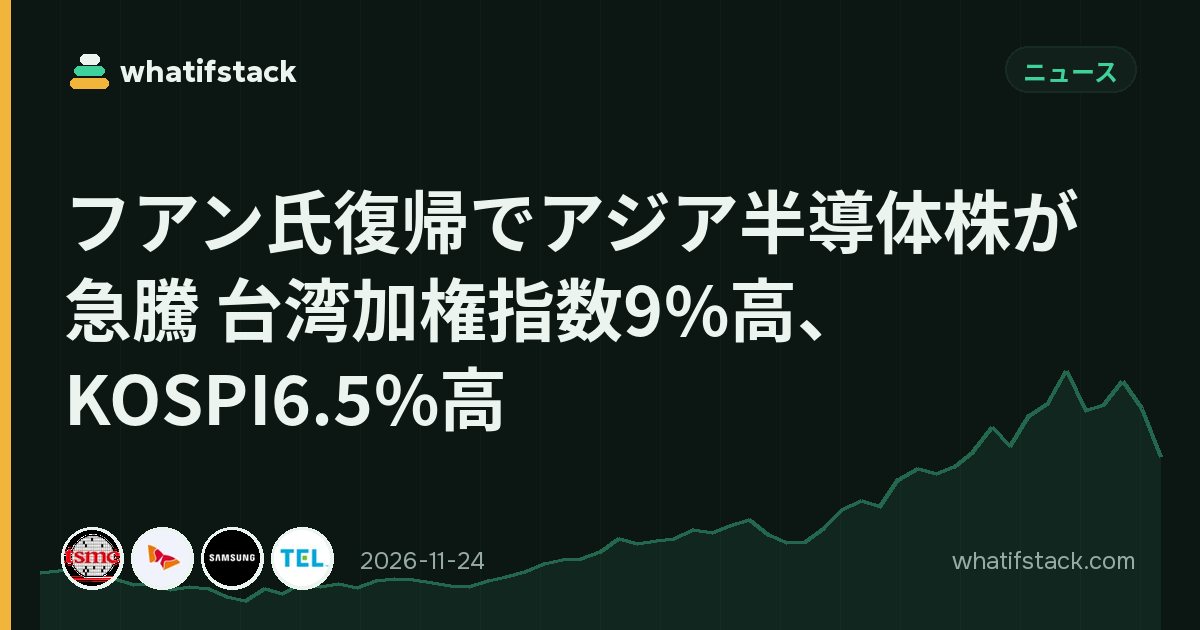 whatifstack
ニュース
フアン氏復帰でアジア半導体株が
急騰 台湾加権指数9%高、
KOSPI6.5%高
tsmc
SAMSUNG
TEL.
2026-11-24
whatifstack.com